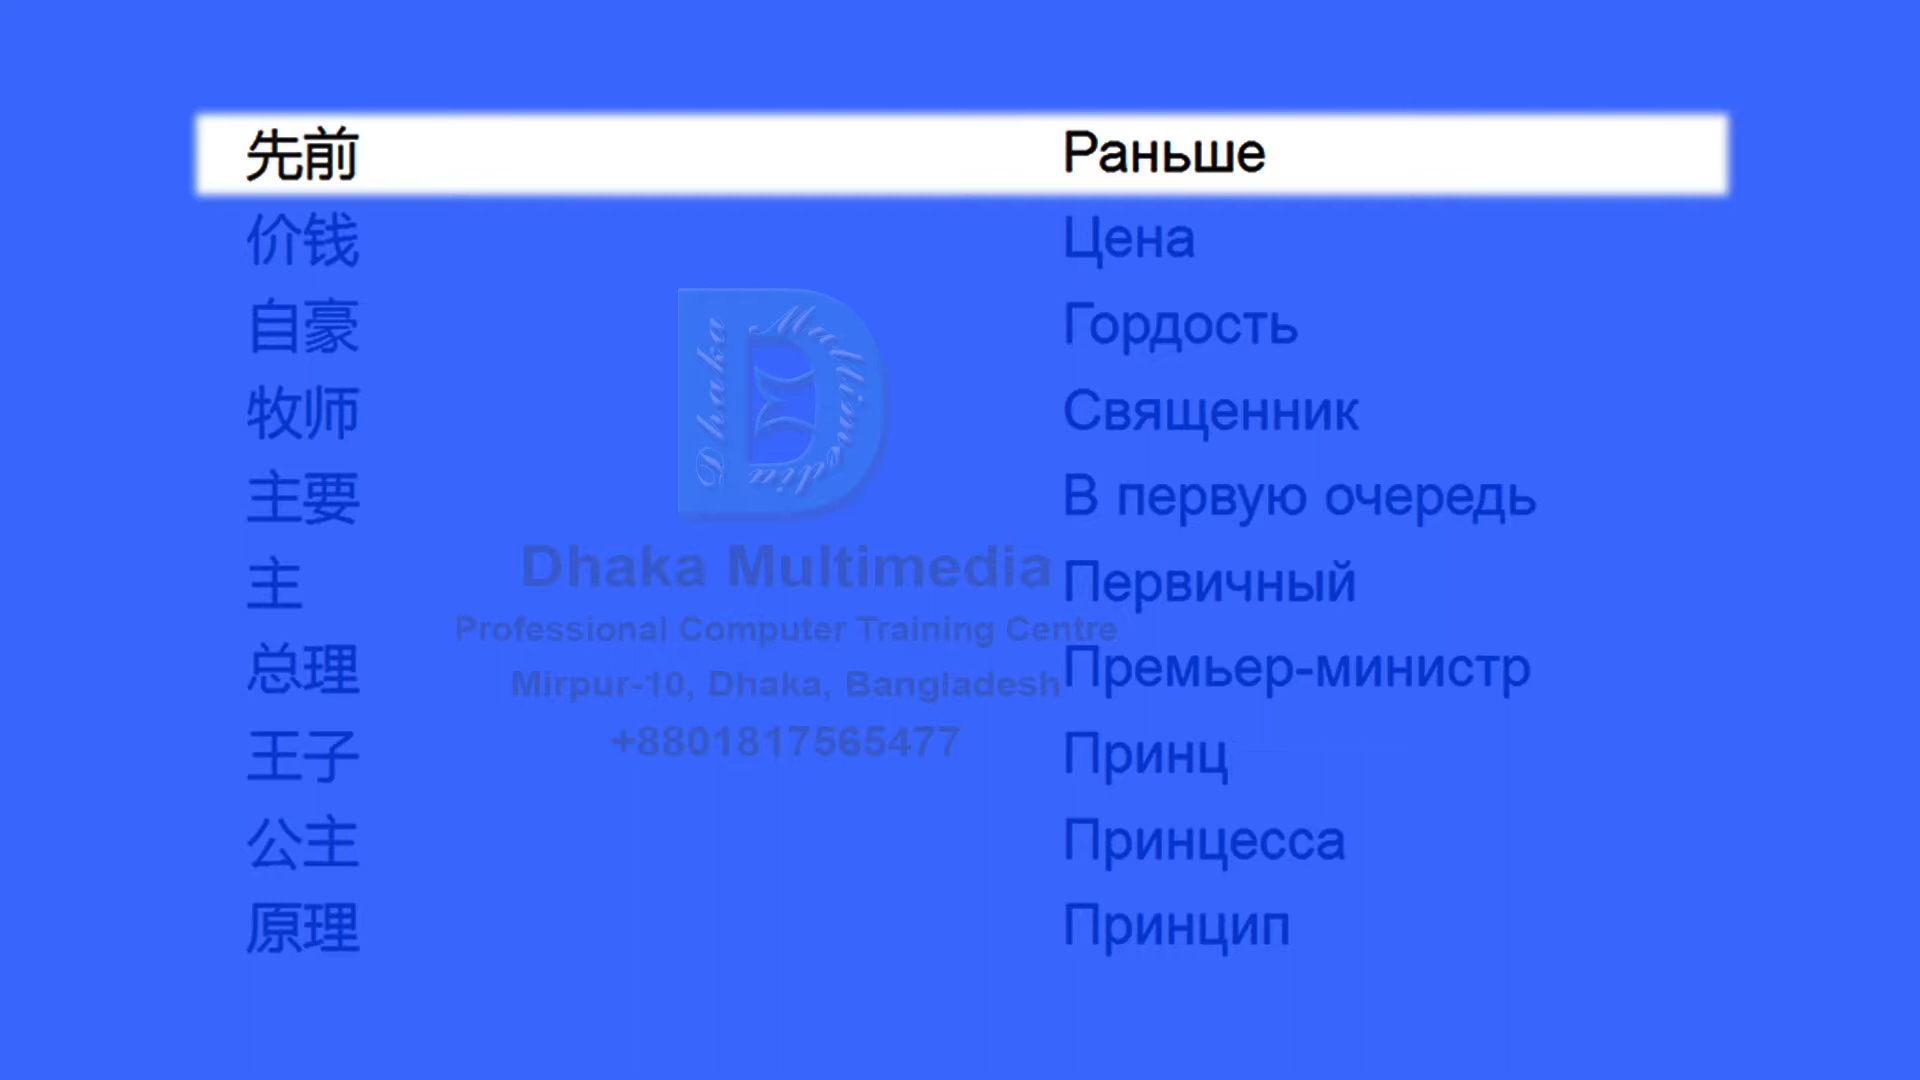 先前 Раньше
价钱 Цена
自豪 Гордость
牧师 Священник
主要 В первую очередь
主 Первичный
总理 Премьер-министр
王子 Принц
公主 Принцесса
原理 Принцип
Dhaka Multimedia
Dhaka Multimedia
Professional Computer Training Centre
Mirpur-10, Dhaka, Bangladesh
+8801817565477